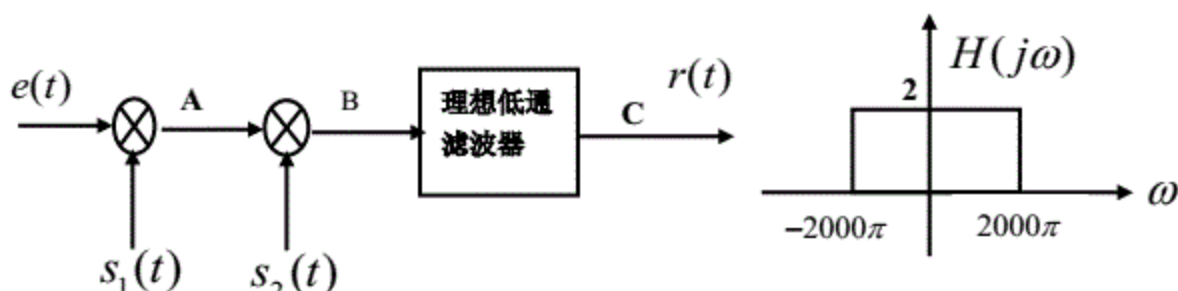 e(t)
A
B
理想低通
滤波器
C
r(t)
s₁(t)
s₂(t)
H(jω)
2
ω
−2000π
2000π